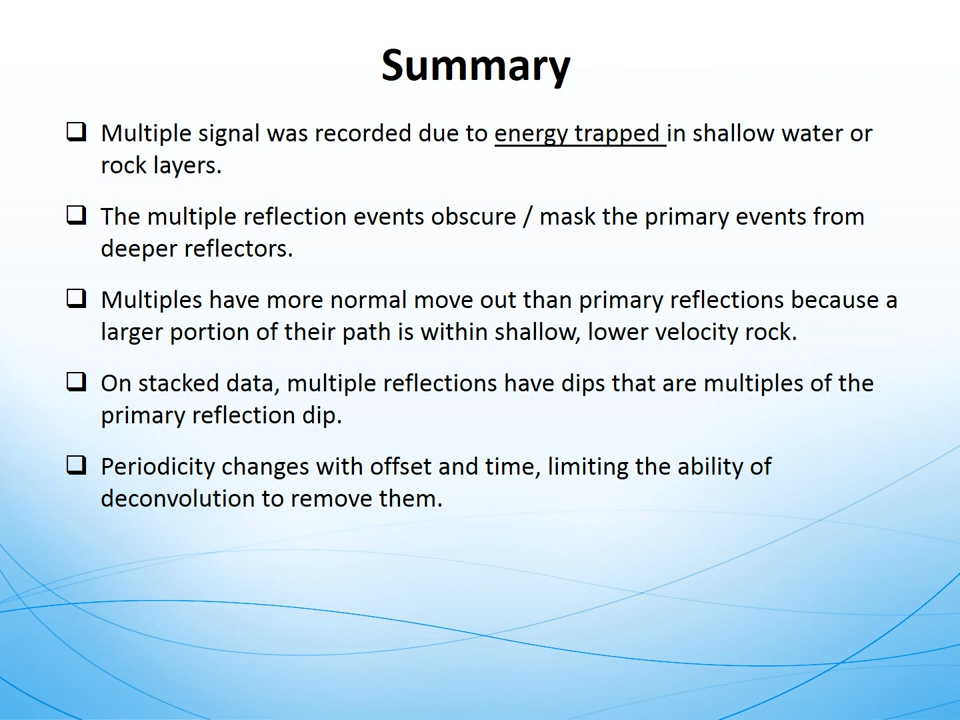 Summary
❑ Multiple signal was recorded due to energy trapped in shallow water or
rock layers.
❑ The multiple reflection events obscure / mask the primary events from
deeper reflectors.
❑ Multiples have more normal move out than primary reflections because a
larger portion of their path is within shallow, lower velocity rock.
❑ On stacked data, multiple reflections have dips that are multiples of the
primary reflection dip.
❑ Periodicity changes with offset and time, limiting the ability of
deconvolution to remove them.